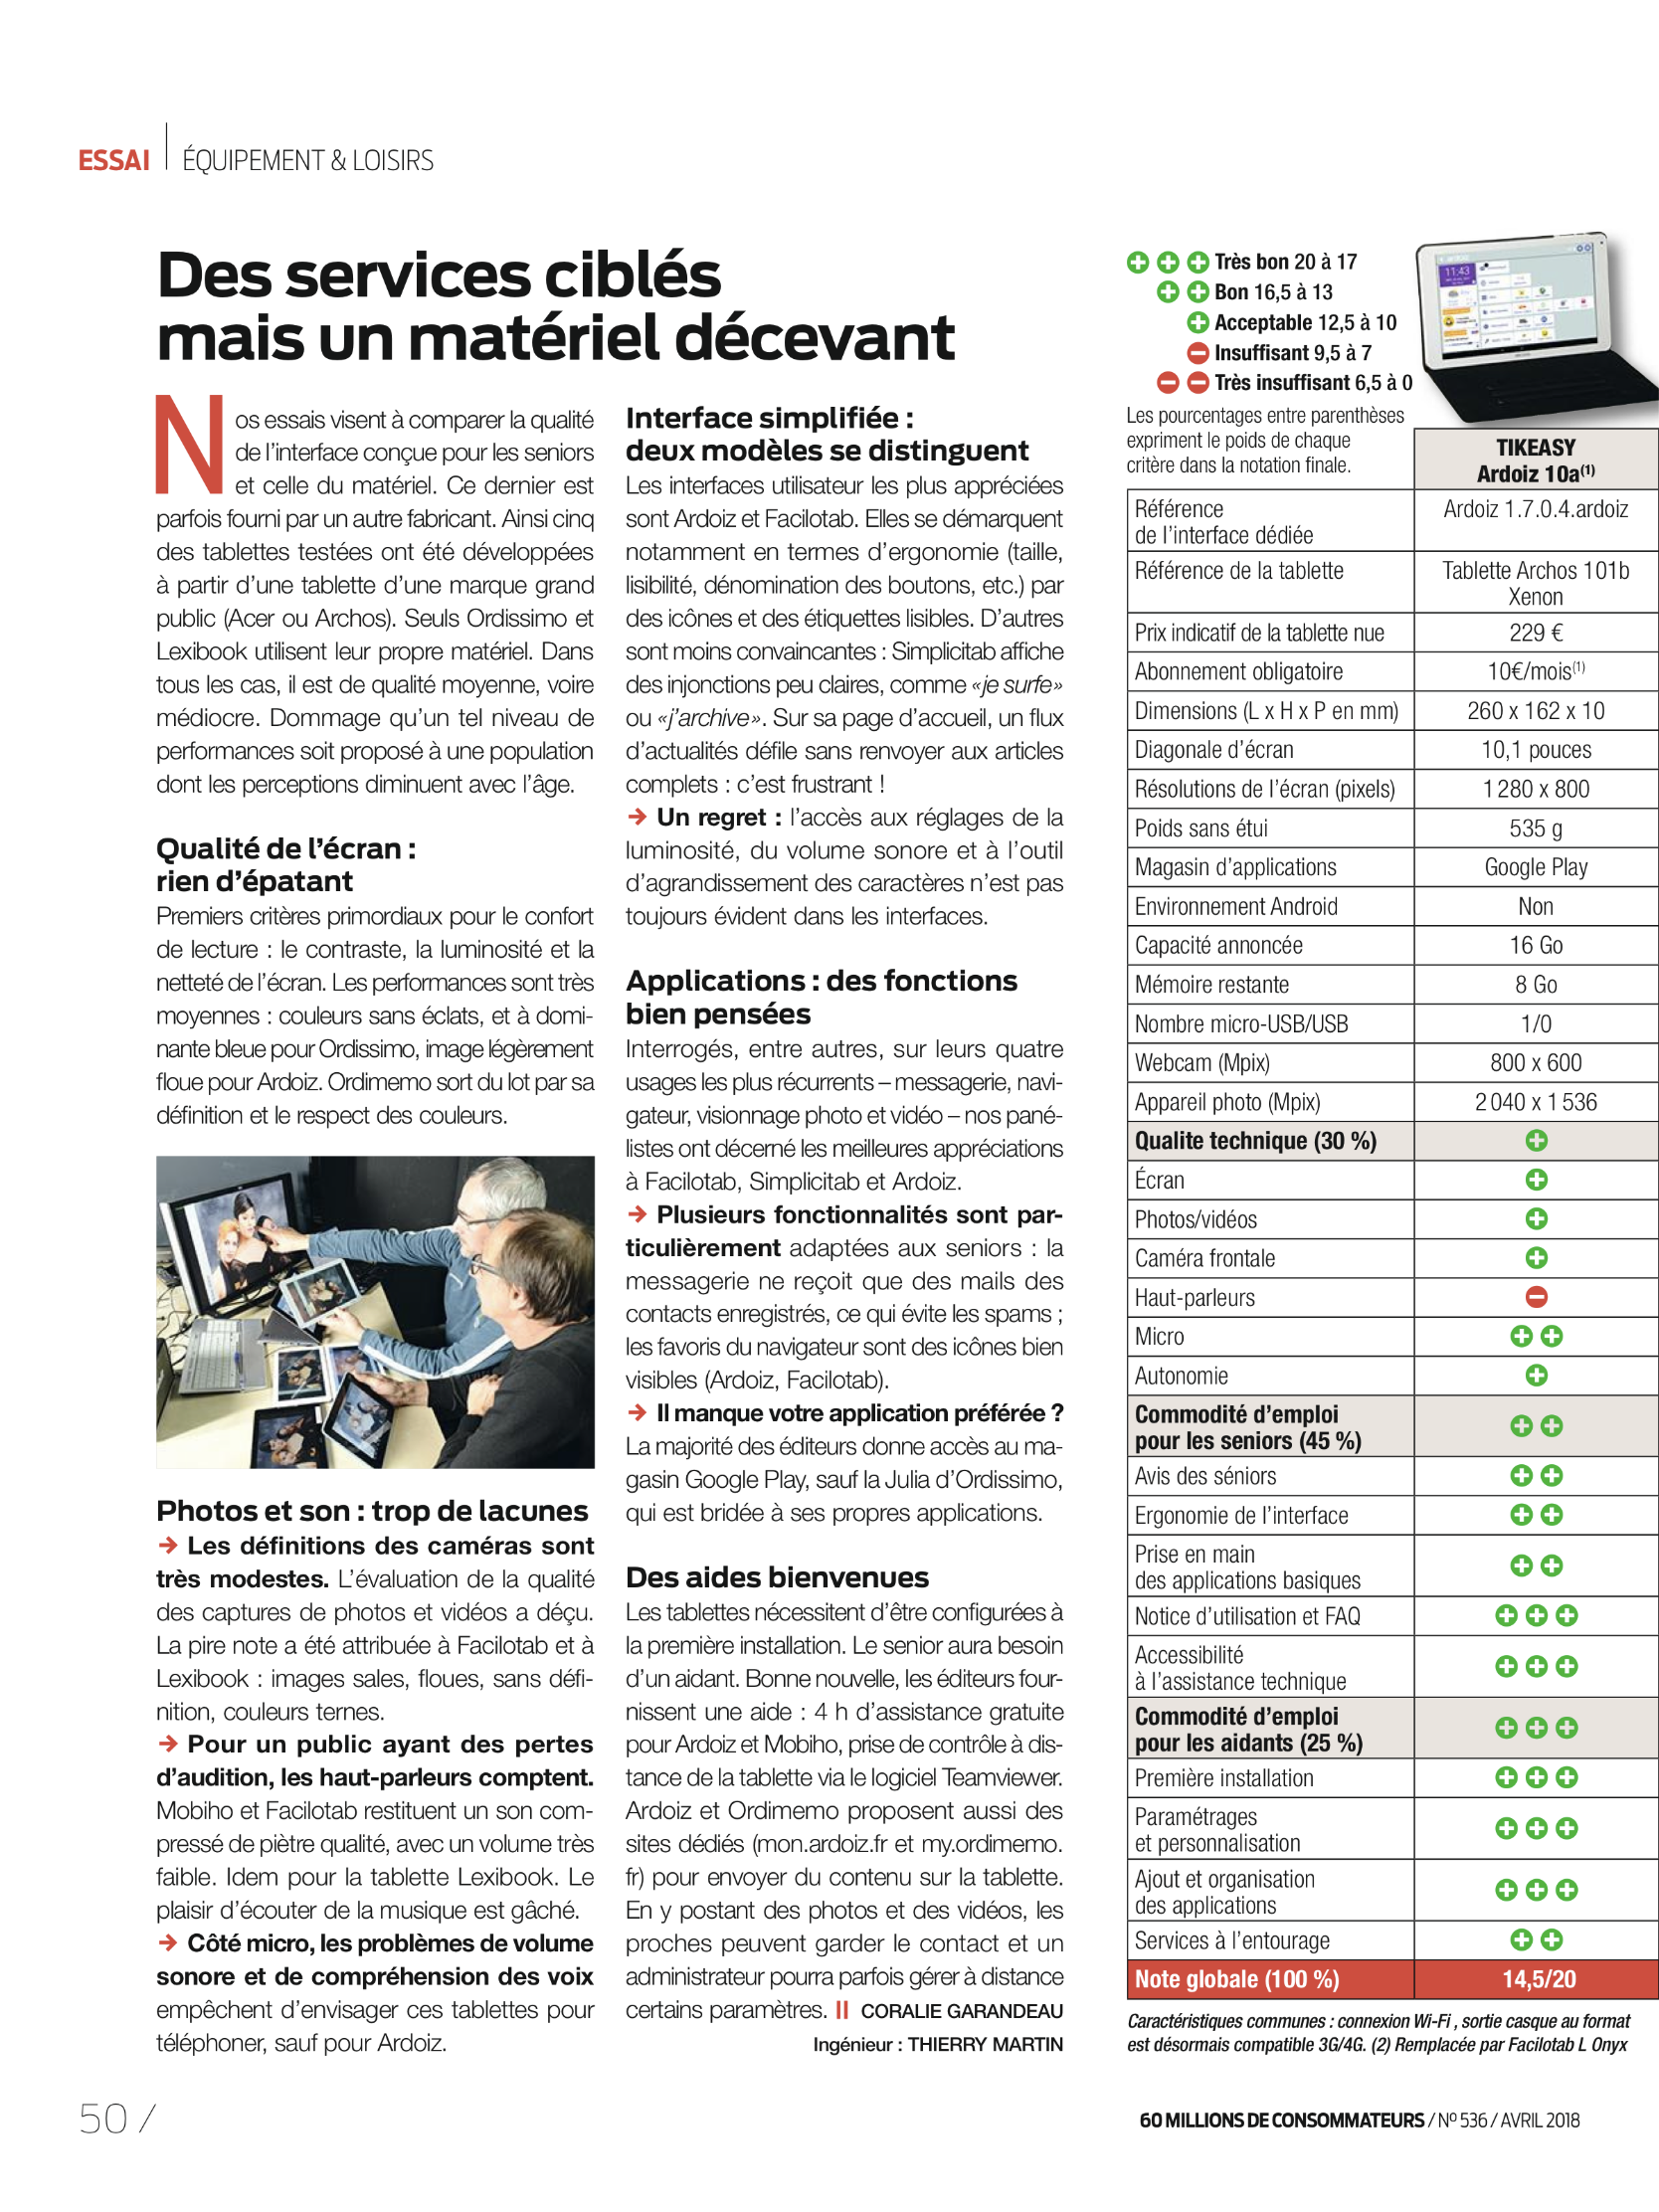 ESSAI | ÉQUIPEMENT & LOISIRS
Des services ciblés
mais un matériel décevant
Nos essais visent à comparer la qualité
de l’interface conçue pour les seniors
et celle du matériel. Ce dernier est
parfois fourni par un autre fabricant. Ainsi cinq
des tablettes testées ont été développées
à partir d’une tablette d’une marque grand
public (Acer ou Archos). Seuls Ordissimo et
Lexibook utilisent leur propre matériel. Dans
tous les cas, il est de qualité moyenne, voire
médiocre. Dommage qu’un tel niveau de
performances soit proposé à une population
dont les perceptions diminuent avec l’âge.
Qualité de l’écran :
rien d’épatant
Premiers critères primordiaux pour le confort
de lecture : le contraste, la luminosité et la
netteté de l’écran. Les performances sont très
moyennes : couleurs sans éclats, et à domi-
nante bleue pour Ordissimo, image légèrement
floue pour Ardoiz. Ordimemo sort du lot par sa
définition et le respect des couleurs.
Photos et son : trop de lacunes
→ Les définitions des caméras sont
très modestes. L’évaluation de la qualité
des captures de photos et vidéos a déçu.
La pire note a été attribuée à Facilotab et à
Lexibook : images sales, floues, sans défi-
nition, couleurs ternes.
→ Pour un public ayant des pertes
d’audition, les haut-parleurs comptent.
Mobiho et Facilotab restituent un son com-
pressé de piètre qualité, avec un volume très
faible. Idem pour la tablette Lexibook. Le
plaisir d’écouter de la musique est gâché.
→ Côté micro, les problèmes de volume
sonore et de compréhension des voix
empêchent d’envisager ces tablettes pour
téléphoner, sauf pour Ardoiz.
Interface simplifiée :
deux modèles se distinguent
Les interfaces utilisateur les plus appréciées
sont Ardoiz et Facilotab. Elles se démarquent
notamment en termes d’ergonomie (taille,
lisibilité, dénomination des boutons, etc.) par
des icônes et des étiquettes lisibles. D’autres
sont moins convaincantes : Simplicitab affiche
des injonctions peu claires, comme «je surfe»
ou «j’archive». Sur sa page d’accueil, un flux
d’actualités défile sans renvoyer aux articles
complets : c’est frustrant !
→ Un regret : l’accès aux réglages de la
luminosité, du volume sonore et à l’outil
d’agrandissement des caractères n’est pas
toujours évident dans les interfaces.
Applications : des fonctions
bien pensées
Interrogés, entre autres, sur leurs quatre
usages les plus récurrents – messagerie, navi-
gateur, visionnage photo et vidéo – nos pané-
listes ont décerné les meilleures appréciations
à Facilotab, Simplicitab et Ardoiz.
→ Plusieurs fonctionnalités sont par-
ticulièrement adaptées aux seniors : la
messagerie ne reçoit que des mails des
contacts enregistrés, ce qui évite les spams ;
les favoris du navigateur sont des icônes bien
visibles (Ardoiz, Facilotab).
→ Il manque votre application préférée ?
La majorité des éditeurs donne accès au ma-
gasin Google Play, sauf la Julia d’Ordissimo,
qui est bridée à ses propres applications.
Des aides bienvenues
Les tablettes nécessitent d’être configurées à
la première installation. Le senior aura besoin
d’un aidant. Bonne nouvelle, les éditeurs four-
nissent une aide : 4 h d’assistance gratuite
pour Ardoiz et Mobiho, prise de contrôle à dis-
tance de la tablette via le logiciel Teamviewer.
Ardoiz et Ordimemo proposent aussi des
sites dédiés (mon.ardoiz.fr et my.ordimemo.
fr) pour envoyer du contenu sur la tablette.
En y postant des photos et des vidéos, les
proches peuvent garder le contact et un
administrateur pourra parfois gérer à distance
certains paramètres. || CORALIE GARANDEAU
Ingénieur : THIERRY MARTIN
+ + + Très bon 20 à 17
+ + Bon 16,5 à 13
+ Acceptable 12,5 à 10
− Insuffisant 9,5 à 7
− − Très insuffisant 6,5 à 0
Les pourcentages entre parenthèses
expriment le poids de chaque
critère dans la notation finale.
11:43
TIKEASY
Ardoiz 10a(1)
Référence
de l’interface dédiée
Ardoiz 1.7.0.4.ardoiz
Référence de la tablette
Tablette Archos 101b
Xenon
Prix indicatif de la tablette nue 229 €
Abonnement obligatoire 10€/mois(1)
Dimensions (L x H x P en mm) 260 x 162 x 10
Diagonale d’écran 10,1 pouces
Résolutions de l’écran (pixels) 1 280 x 800
Poids sans étui 535 g
Magasin d’applications Google Play
Environnement Android Non
Capacité annoncée 16 Go
Mémoire restante 8 Go
Nombre micro-USB/USB 1/0
Webcam (Mpix) 800 x 600
Appareil photo (Mpix) 2 040 x 1 536
Qualite technique (30 %) +
Écran +
Photos/vidéos +
Caméra frontale +
Haut-parleurs −
Micro + +
Autonomie +
Commodité d’emploi
pour les seniors (45 %) + +
Avis des séniors + +
Ergonomie de l’interface + +
Prise en main
des applications basiques + +
Notice d’utilisation et FAQ + + +
Accessibilité
à l’assistance technique + + +
Commodité d’emploi
pour les aidants (25 %) + + +
Première installation + + +
Paramétrages
et personnalisation + + +
Ajout et organisation
des applications + + +
Services à l’entourage + +
Note globale (100 %) 14,5/20
Caractéristiques communes : connexion Wi-Fi , sortie casque au format
est désormais compatible 3G/4G. (2) Remplacée par Facilotab L Onyx
50 /
60 MILLIONS DE CONSOMMATEURS / Nº 536 / AVRIL 2018